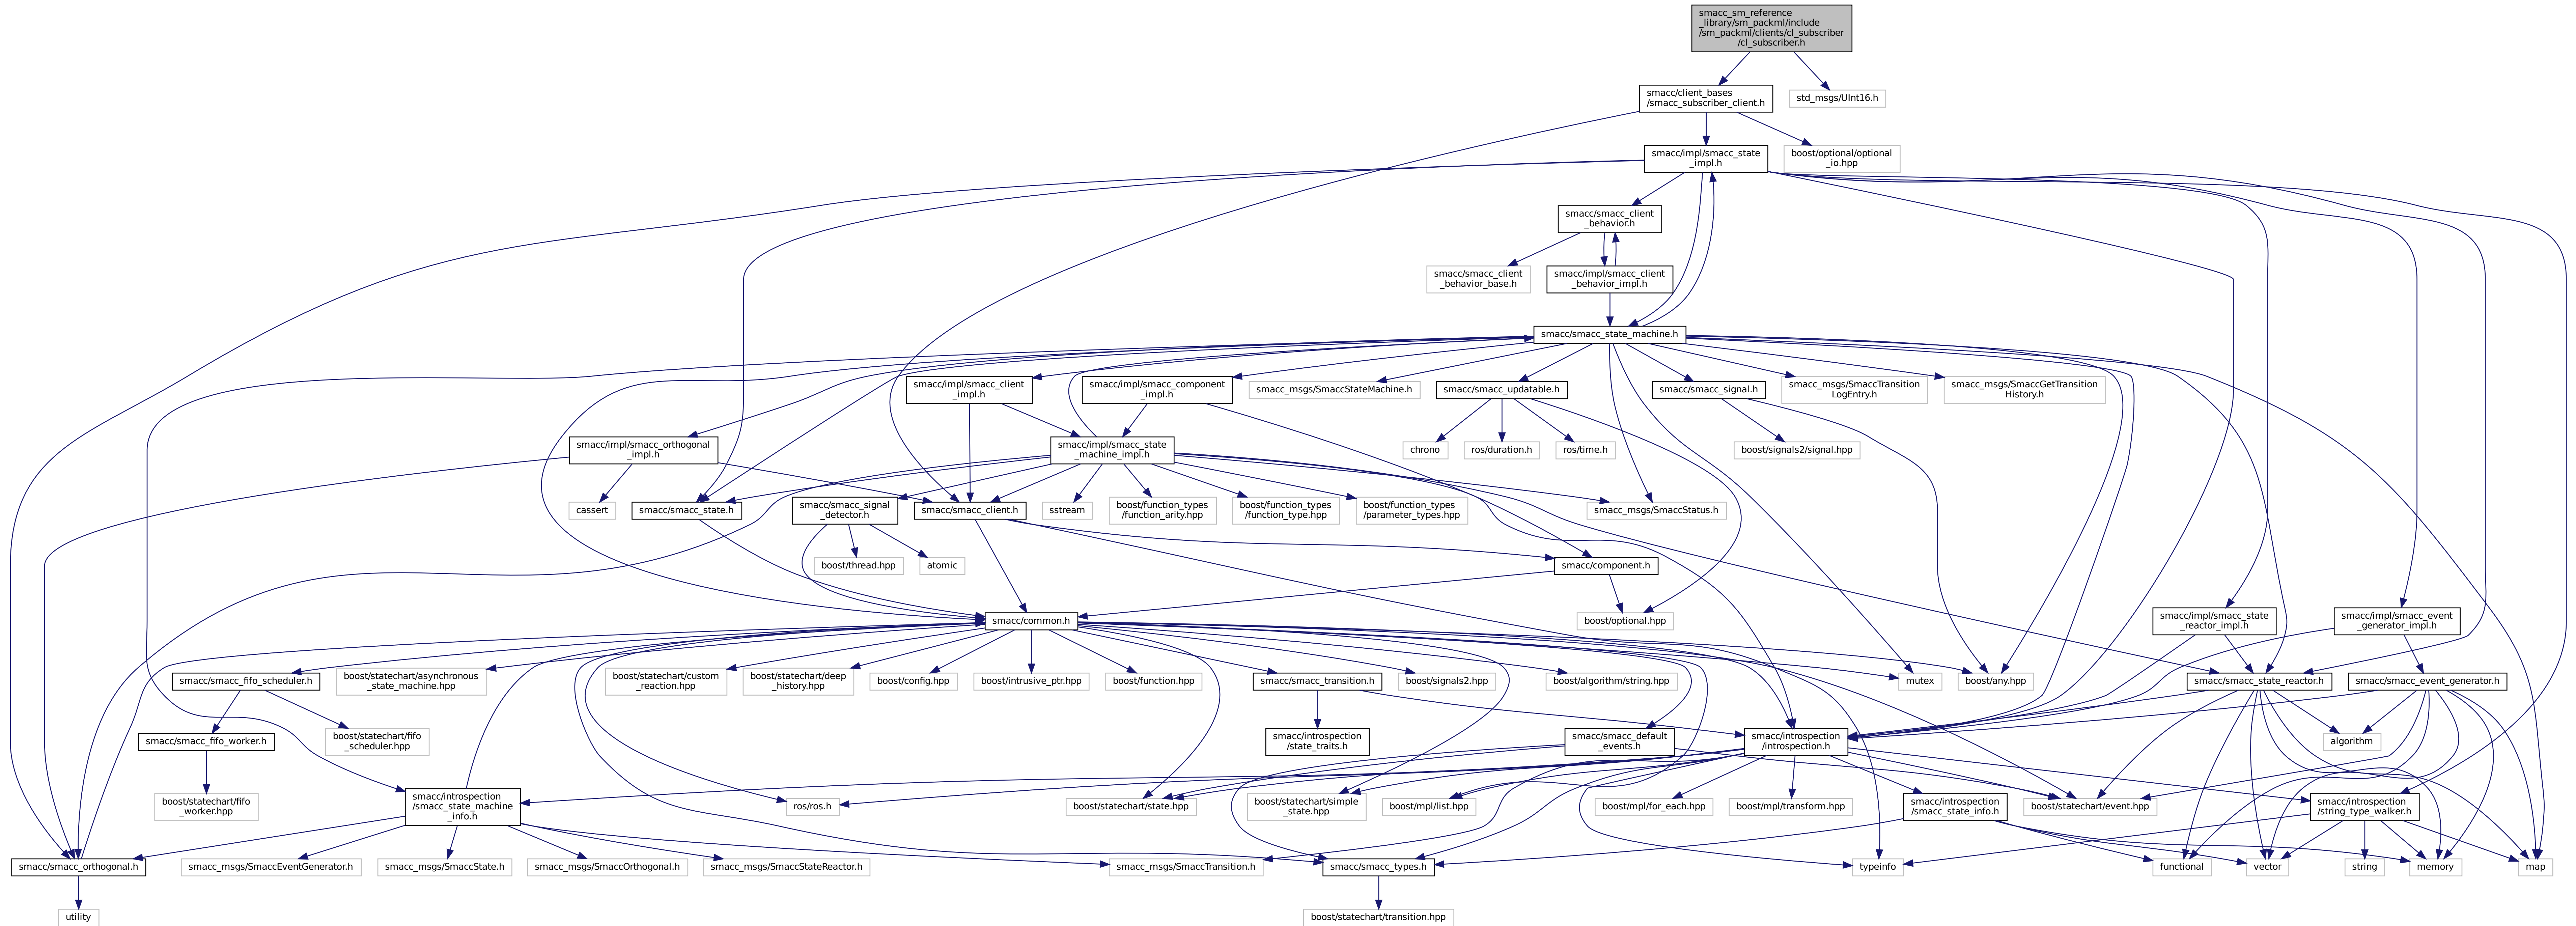 smacc_sm_reference
_library/sm_packml/include
/sm_packml/clients/cl_subscriber
/cl_subscriber.h
smacc/client_bases
/smacc_subscriber_client.h
std_msgs/UInt16.h
smacc/impl/smacc_state
_impl.h
boost/optional/optional
_io.hpp
smacc/smacc_client
_behavior.h
smacc/smacc_client
_behavior_base.h
smacc/impl/smacc_client
_behavior_impl.h
smacc/smacc_state_machine.h
smacc/impl/smacc_client
_impl.h
smacc/impl/smacc_component
_impl.h
smacc_msgs/SmaccStateMachine.h
smacc/smacc_updatable.h
smacc/smacc_signal.h
smacc_msgs/SmaccTransition
LogEntry.h
smacc_msgs/SmaccGetTransition
History.h
smacc/impl/smacc_orthogonal
_impl.h
smacc/impl/smacc_state
_machine_impl.h
chrono
ros/duration.h
ros/time.h
boost/signals2/signal.hpp
cassert
smacc/smacc_state.h
smacc/smacc_signal
_detector.h
smacc/smacc_client.h
sstream
boost/function_types
/function_arity.hpp
boost/function_types
/function_type.hpp
boost/function_types
/parameter_types.hpp
smacc_msgs/SmaccStatus.h
boost/thread.hpp
atomic
smacc/component.h
smacc/common.h
boost/optional.hpp
smacc/impl/smacc_state
_reactor_impl.h
smacc/impl/smacc_event
_generator_impl.h
smacc/smacc_fifo_scheduler.h
boost/statechart/asynchronous
_state_machine.hpp
boost/statechart/custom
_reaction.hpp
boost/statechart/deep
_history.hpp
boost/config.hpp
boost/intrusive_ptr.hpp
boost/function.hpp
smacc/smacc_transition.h
boost/signals2.hpp
boost/algorithm/string.hpp
mutex
boost/any.hpp
smacc/smacc_state_reactor.h
smacc/smacc_event_generator.h
smacc/smacc_fifo_worker.h
boost/statechart/fifo
_scheduler.hpp
smacc/introspection
/state_traits.h
smacc/smacc_default
_events.h
smacc/introspection
/introspection.h
algorithm
boost/statechart/fifo
_worker.hpp
smacc/introspection
/smacc_state_machine
_info.h
ros/ros.h
boost/statechart/state.hpp
boost/statechart/simple
_state.hpp
boost/mpl/list.hpp
boost/mpl/for_each.hpp
boost/mpl/transform.hpp
smacc/introspection
/smacc_state_info.h
boost/statechart/event.hpp
smacc/introspection
/string_type_walker.h
smacc/smacc_orthogonal.h
smacc_msgs/SmaccEventGenerator.h
smacc_msgs/SmaccState.h
smacc_msgs/SmaccOrthogonal.h
smacc_msgs/SmaccStateReactor.h
smacc_msgs/SmaccTransition.h
smacc/smacc_types.h
typeinfo
functional
vector
string
memory
map
utility
boost/statechart/transition.hpp